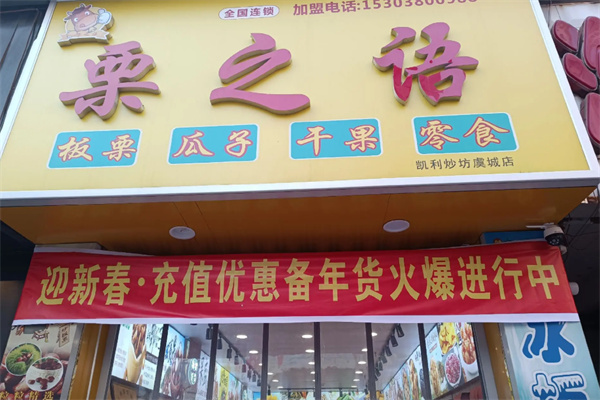 全国连锁
加盟电话:15303800988
栗之语
板栗 瓜子 干果 零食
凯利炒坊虞城店
迎新春·充值优惠备年货火爆进行中